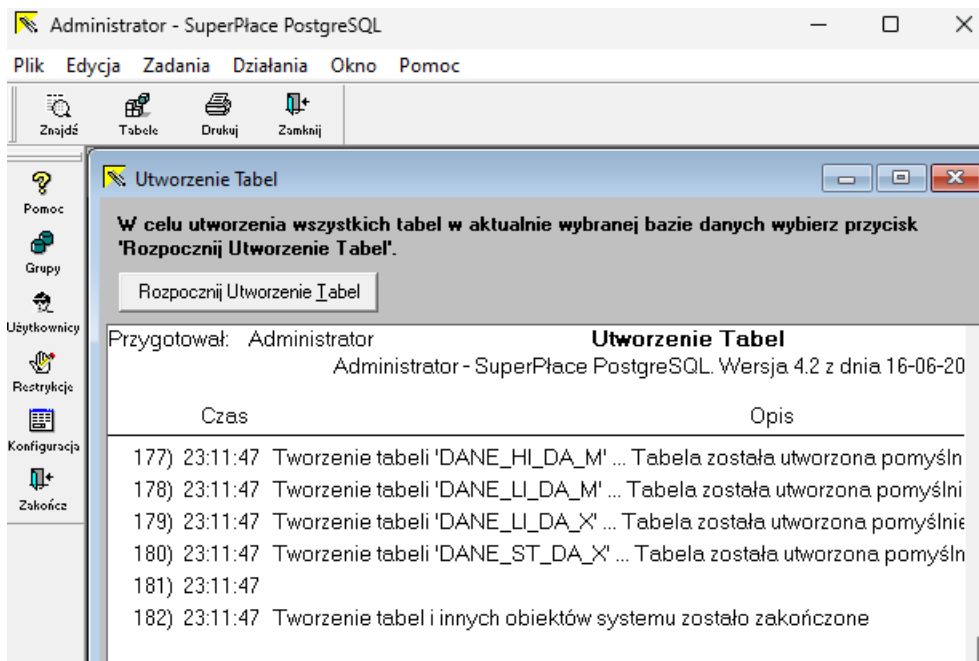 Administrator - SuperPłace PostgreSQL
Plik Edycja Zadania Działania Okno Pomoc
Znajdź Tabele Drukuj Zamknij
Pomoc
Grupy
Użytkownicy
Restrykcje
Konfiguracja
Zakończ
Utworzenie Tabel
W celu utworzenia wszystkich tabel w aktualnie wybranej bazie danych wybierz przycisk
'Rozpocznij Utworzenie Tabel'.
Rozpocznij Utworzenie Tabel
Przygotował: Administrator Utworzenie Tabel
Administrator - SuperPłace PostgreSQL. Wersja 4.2 z dnia 16-06-20
Czas Opis
177) 23:11:47 Tworzenie tabeli 'DANE_HI_DA_M' ... Tabela została utworzona pomyśln
178) 23:11:47 Tworzenie tabeli 'DANE_LI_DA_M' ... Tabela została utworzona pomyślni
179) 23:11:47 Tworzenie tabeli 'DANE_LI_DA_X' ... Tabela została utworzona pomyślnie
180) 23:11:47 Tworzenie tabeli 'DANE_ST_DA_X' ... Tabela została utworzona pomyśln
181) 23:11:47
182) 23:11:47 Tworzenie tabel i innych obiektów systemu zostało zakończone